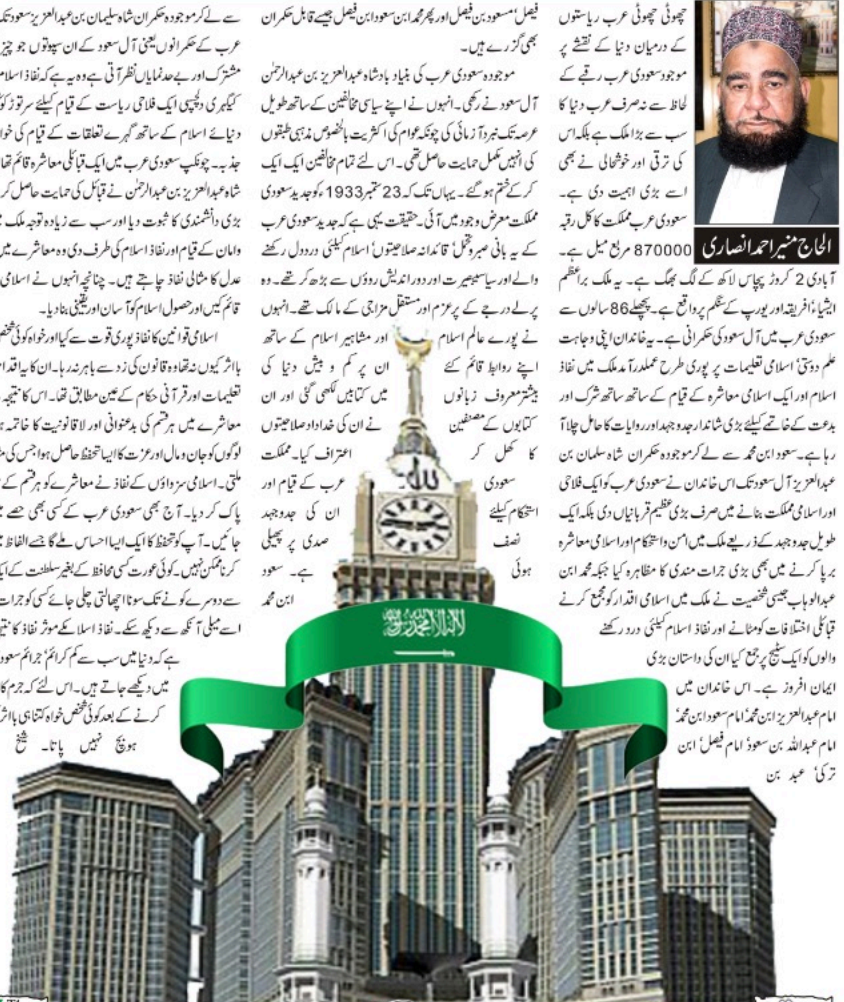 چھوٹی چھوٹی عرب ریاستوں
کے درمیان دنیا کے نقشے پر
موجود سعودی عرب رقبے کے
لحاظ سے نہ صرف عرب دنیا کا
سب سے بڑا ملک ہے بلکہ اس
کی ترقی اور خوشحالی نے بھی
اسے بڑی اہمیت دی ہے۔
سعودی عرب مملکت کا کل رقبہ
870000 مربع میل ہے۔
الحاج منیر احمد انصاری
آبادی 2 کروڑ پچاس لاکھ کے لگ بھگ ہے۔ یہ ملک براعظم
ایشیاء، افریقہ اور یورپ کے سنگم پر واقع ہے۔ پچھلے 86 سالوں سے
سعودی عرب میں آل سعود کی حکمرانی ہے۔ یہ خاندان اپنی وجاہت
علم دوستی، اسلامی تعلیمات پر پوری طرح عملدرآمد ملک میں نفاذ
اسلام اور ایک اسلامی معاشرہ کے قیام کے ساتھ ساتھ شرک اور
بدعت کے خاتمے کیلئے بڑی شاندار جدوجہد اور روایات کا حامل چلا آ
رہا ہے۔ سعود ابن محمد سے لے کر موجودہ حکمران شاہ سلمان بن
عبدالعزیز آل سعود تک اس خاندان نے سعودی عرب کو ایک فلاحی
اور اسلامی مملکت بنانے میں صرف بڑی عظیم قربانیاں دی بلکہ ایک
طویل جدوجہد کے ذریعے ملک میں امن واستحکام اور اسلامی معاشرہ
برپا کرنے میں بھی بڑی جرات مندی کا مظاہرہ کیا جبکہ محمد ابن
عبدالوہاب جیسی شخصیت نے ملک میں اسلامی اقدار کو جمع کرنے
قبائلی اختلافات کو مٹانے اور نفاذ اسلام کیلئی درد رکھنے
والوں کو ایک سٹیج پر جمع کیا ان کی داستان بڑی
ایمان افروز ہے۔ اس خاندان میں
امام عبدالعزیز ابن محمد، امام سعود ابن محمد،
امام عبداللہ بن سعود، امام فیصل، ابن
ترکی، عبد بن
فیصل، مسعود بن فیصل اور پھر محمد ابن سعود ابن فیصل جیسے قابل حکمران
بھی گزرے ہیں۔
موجودہ سعودی عرب کی بنیاد بادشاہ عبدالعزیز بن عبدالرحمٰن
آل سعود نے رکھی۔ انہوں نے اپنے سیاسی مخالفین کے ساتھ طویل
عرصہ تک نبرد آزمائی کی چونکہ عوام کی اکثریت بالخصوص مذہبی طبقوں
کی انہیں مکمل حمایت حاصل تھی۔ اس لئے تمام مخالفین ایک ایک
کر کے ختم ہو گئے۔ یہاں تک کہ 23 ستمبر 1933ء کو جدید سعودی
مملکت معرض وجود میں آئی۔ حقیقت یہی ہے کہ جدید سعودی عرب
کے یہ بانی صبر و تحمل، قائدانہ صلاحیتوں، اسلام کیلئی درد دل رکھنے
والے اور سیاسی بصیرت اور دور اندیش رؤوں سے بڑھ کر تھے۔ وہ
پرلے درجے کے پرعزم اور مستقل مزاجی کے مالک تھے۔ انہوں
نے پورے عالم اسلام اور مشاہیر اسلام کے ساتھ
اپنے روابط قائم کئے ان پر کم و بیش دنیا کی
بیشتر معروف زبانوں میں کتابیں لکھی گئی اور ان
کتابوں کے مصنفین نے ان کی خداداد صلاحیتوں
کا کھل کر اعتراف کیا۔ مملکت
سعودی عرب کے قیام اور
استحکام کیلئے ان کی جدوجہد
نصف صدی پر پھیلی
ہوئی ہے۔ سعود
ابن محمد
سے لے کر موجودہ حکمران شاہ سلیمان بن عبدالعزیز سعود تک
عرب کے حکمرانوں یعنی آل سعود کے ان سپوتوں جو چیز
مشترک اور بے حد نمایاں نظر آتی ہے وہ یہ ہے کہ نفاذ اسلام
کی گہری دلچسپی ایک فلاحی ریاست کے قیام کیلئے سرتوڑ
دنیائے اسلام کے ساتھ گہرے تعلقات کے قیام کی
جذبہ۔ چونکہ سعودی عرب میں ایک قبائلی معاشرہ قائم تھا
شاہ عبدالعزیز بن عبدالرحمٰن نے قبائل کی حمایت حاصل کر
بڑی دانشمندی کا ثبوت دیا اور سب سے زیادہ توجہ ملک
وامان کے قیام اور نفاذ اسلام کی طرف دی وہ معاشرے میں
عدل کا مثالی نفاذ چاہتے ہیں۔ چنانچہ انہوں نے اسلامی
قائم کیں اور حصول اسلام کو آسان اور یقینی بنا دیا۔
اسلامی قوانین کا نفاذ پوری قوت سے کیا اور خواہ کوئی شخص
بااثر کیوں نہ تھا وہ قانون کی زد سے باہر نہ رہا۔ ان کا یہ
تعلیمات اور قرآنی حکام کے عین مطابق تھا۔ اس کا نتیجہ
معاشرے میں ہر قسم کی بدعنوانی اور لاقانونیت کا خاتمہ
لوگوں کو جان و مال اور عزت کا ایسا تحفظ حاصل ہوا جس کی
ملتی۔ اسلامی سزاؤں کے نفاذ نے معاشرے کو ہر قسم کے
پاک کر دیا۔ آج بھی سعودی عرب کے کسی بھی حصے
جائیں۔ آپ کو تحفظ کا ایک ایسا احساس ملے گا جسے الفاظ
کرنا ممکن نہیں۔ کوئی عورت کسی محافظ کے بغیر سلطنت کے
سے دوسرے کونے تک سونا اچھالتی چلی جائے کسی کو جرات
اسے میلی آنکھ سے دیکھ سکے۔ نفاذ اسلام کے موثر نفاذ کا
ہے کہ دنیا میں سب سے کم کرائم، جرائم سعود
میں دیکھے جاتے ہیں۔ اس لئے کہ جرم کا
کرنے کے بعد کوئی شخص خواہ کتنا ہی بااثر
ہو بچ نہیں پاتا۔ شیخ
الله
لا اله الا الله محمد رسول الله